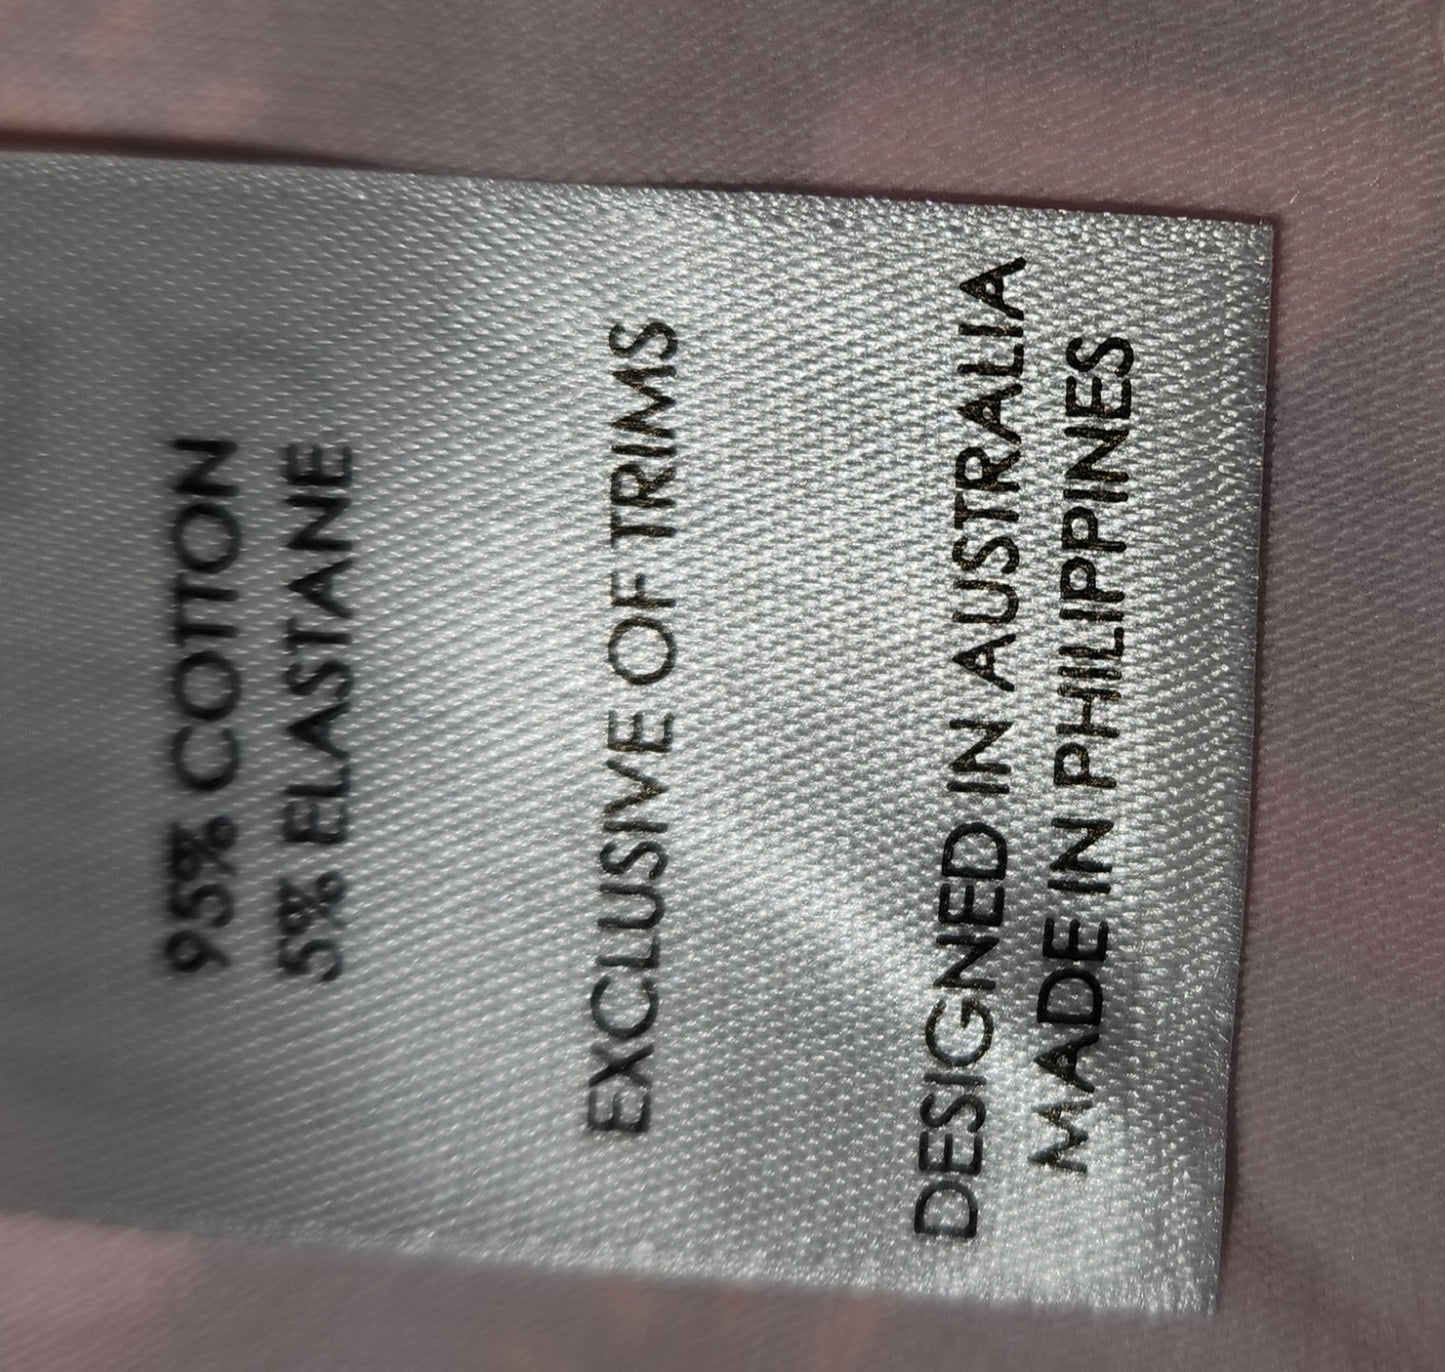 95% COTTON
5% ELASTANE
EXCLUSIVE OF TRIMS
DESIGNED IN AUSTRALIA
MADE IN PHILIPPINES